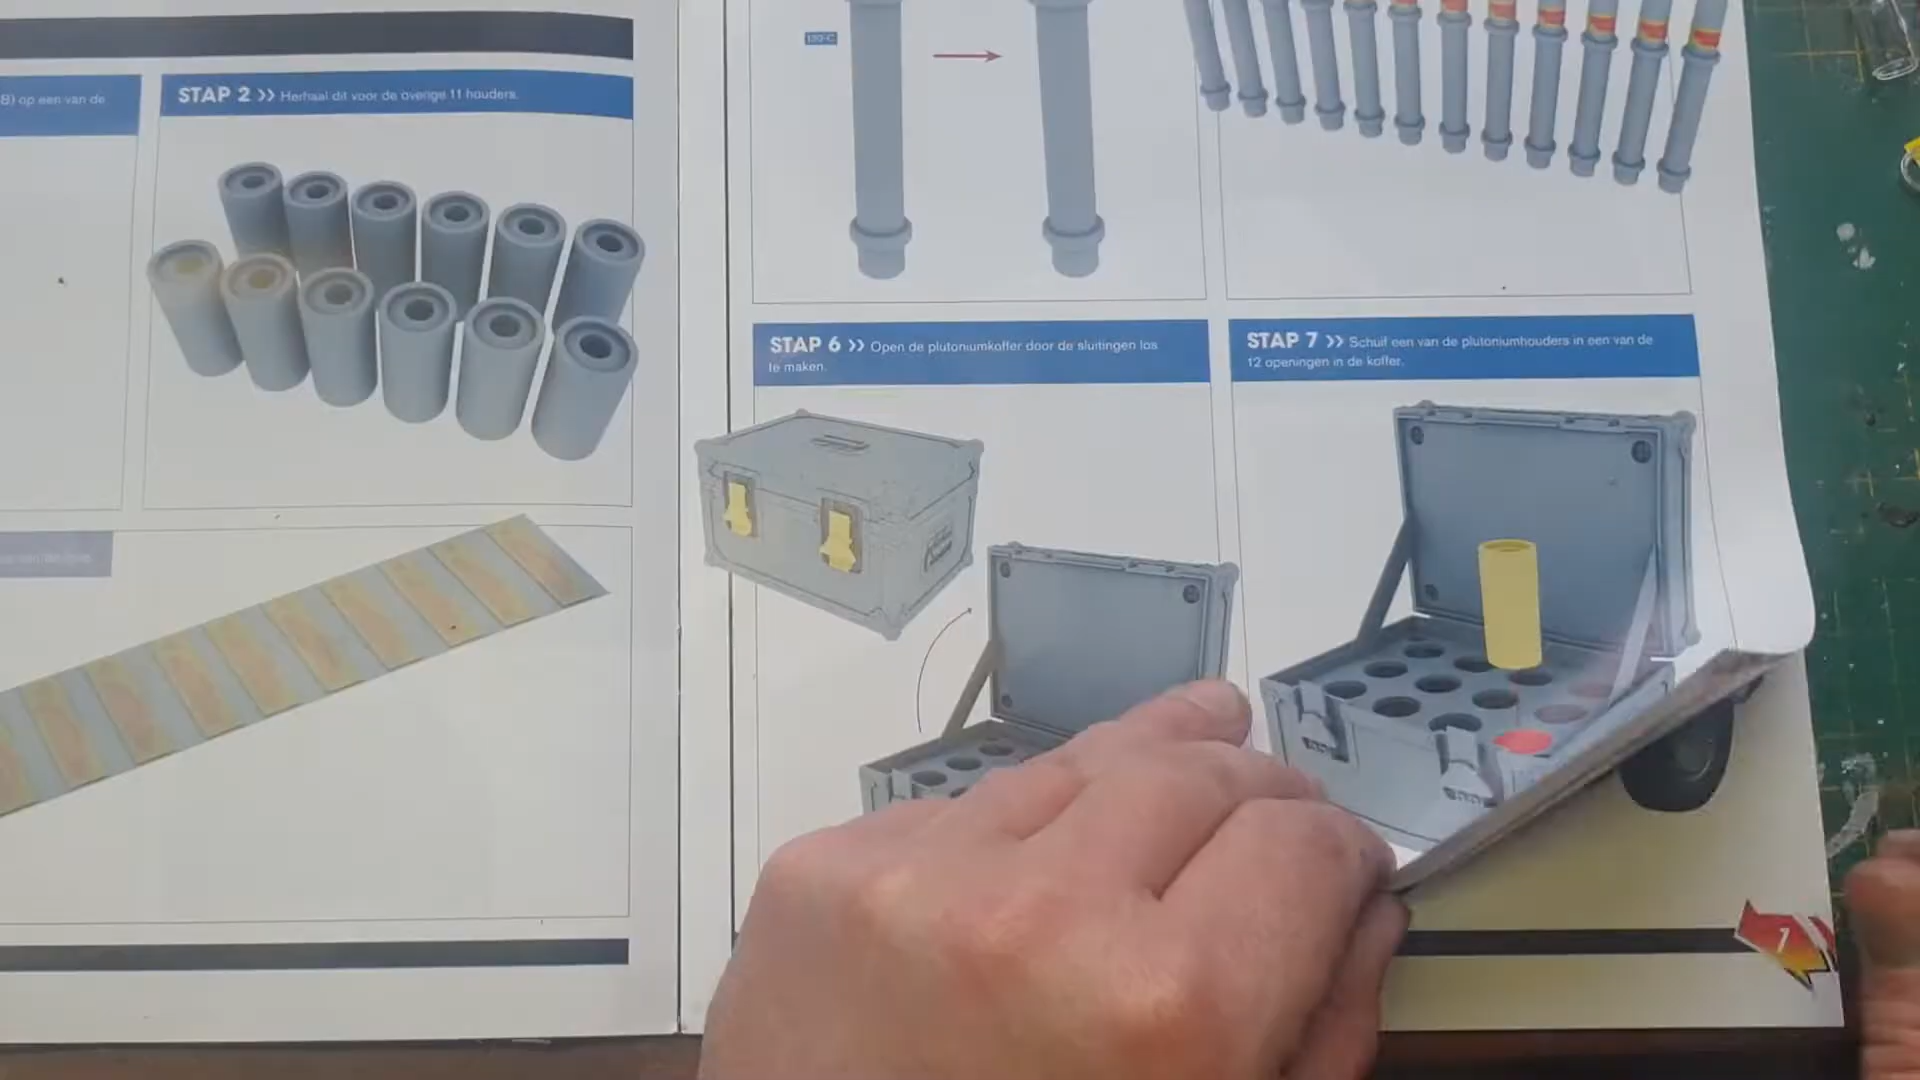 8) op een van de
STAP 2 >> Herhaal dit voor de overige 11 houders.
STAP 6 >> Open de plutoniumkoffer door de sluitingen los
te maken.
STAP 7 >> Schuif een van de plutoniumhouders in een van de
12 openingen in de koffer.